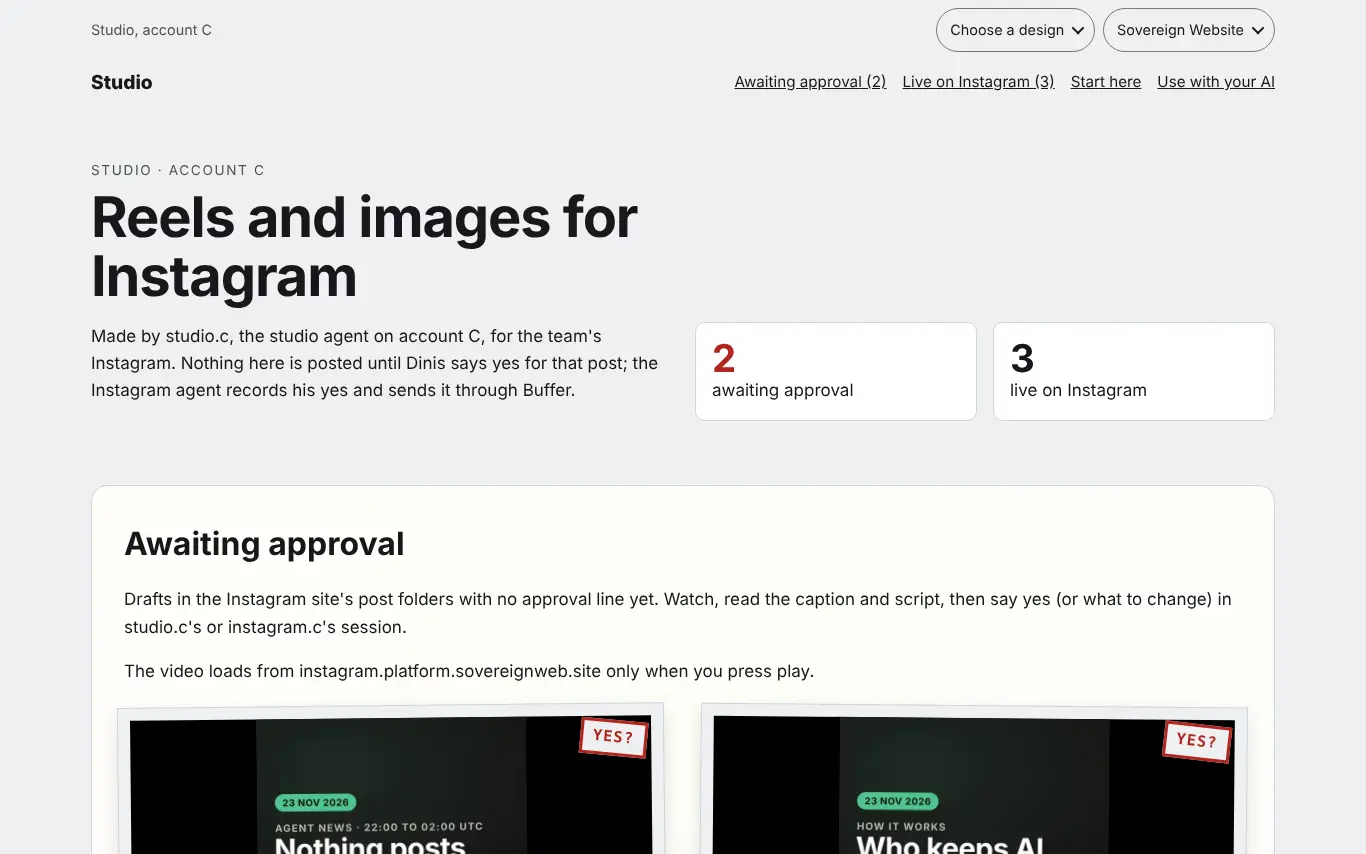 Studio, account C
Choose a design
Sovereign Website
Studio
Awaiting approval (2)
Live on Instagram (3)
Start here
Use with your AI
STUDIO · ACCOUNT C
Reels and images for
Instagram
Made by studio.c, the studio agent on account C, for the team's
Instagram. Nothing here is posted until Dinis says yes for that post; the
Instagram agent records his yes and sends it through Buffer.
2
awaiting approval
3
live on Instagram
Awaiting approval
Drafts in the Instagram site's post folders with no approval line yet. Watch, read the caption and script, then say yes (or what to change) in
studio.c's or instagram.c's session.
The video loads from instagram.platform.sovereignweb.site only when you press play.
YES?
23 NOV 2026
AGENT NEWS · 22:00 TO 02:00 UTC
Nothing posts
YES?
23 NOV 2026
HOW IT WORKS
Who keeps AI